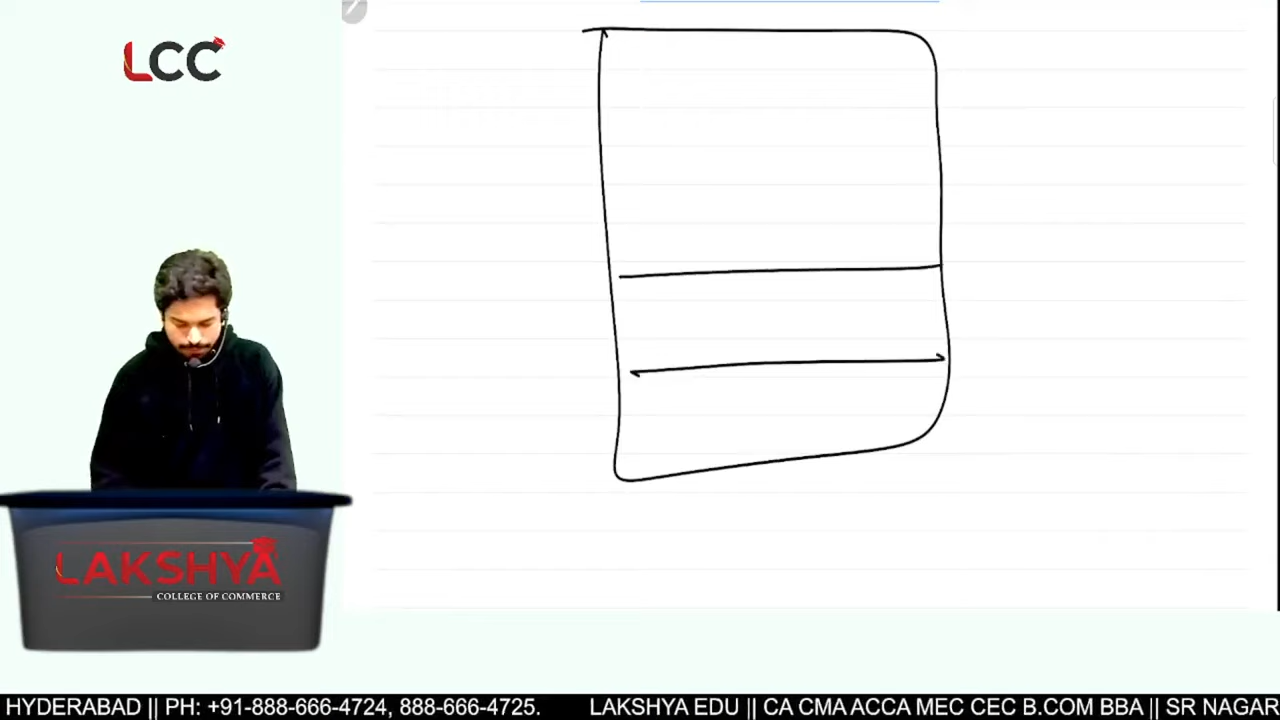 LCC
LAKSHYA
COLLEGE OF COMMERCE
HYDERABAD || PH: +91-888-666-4724, 888-666-4725. LAKSHYA EDU || CA CMA ACCA MEC CEC B.COM BBA || SR NAGAR